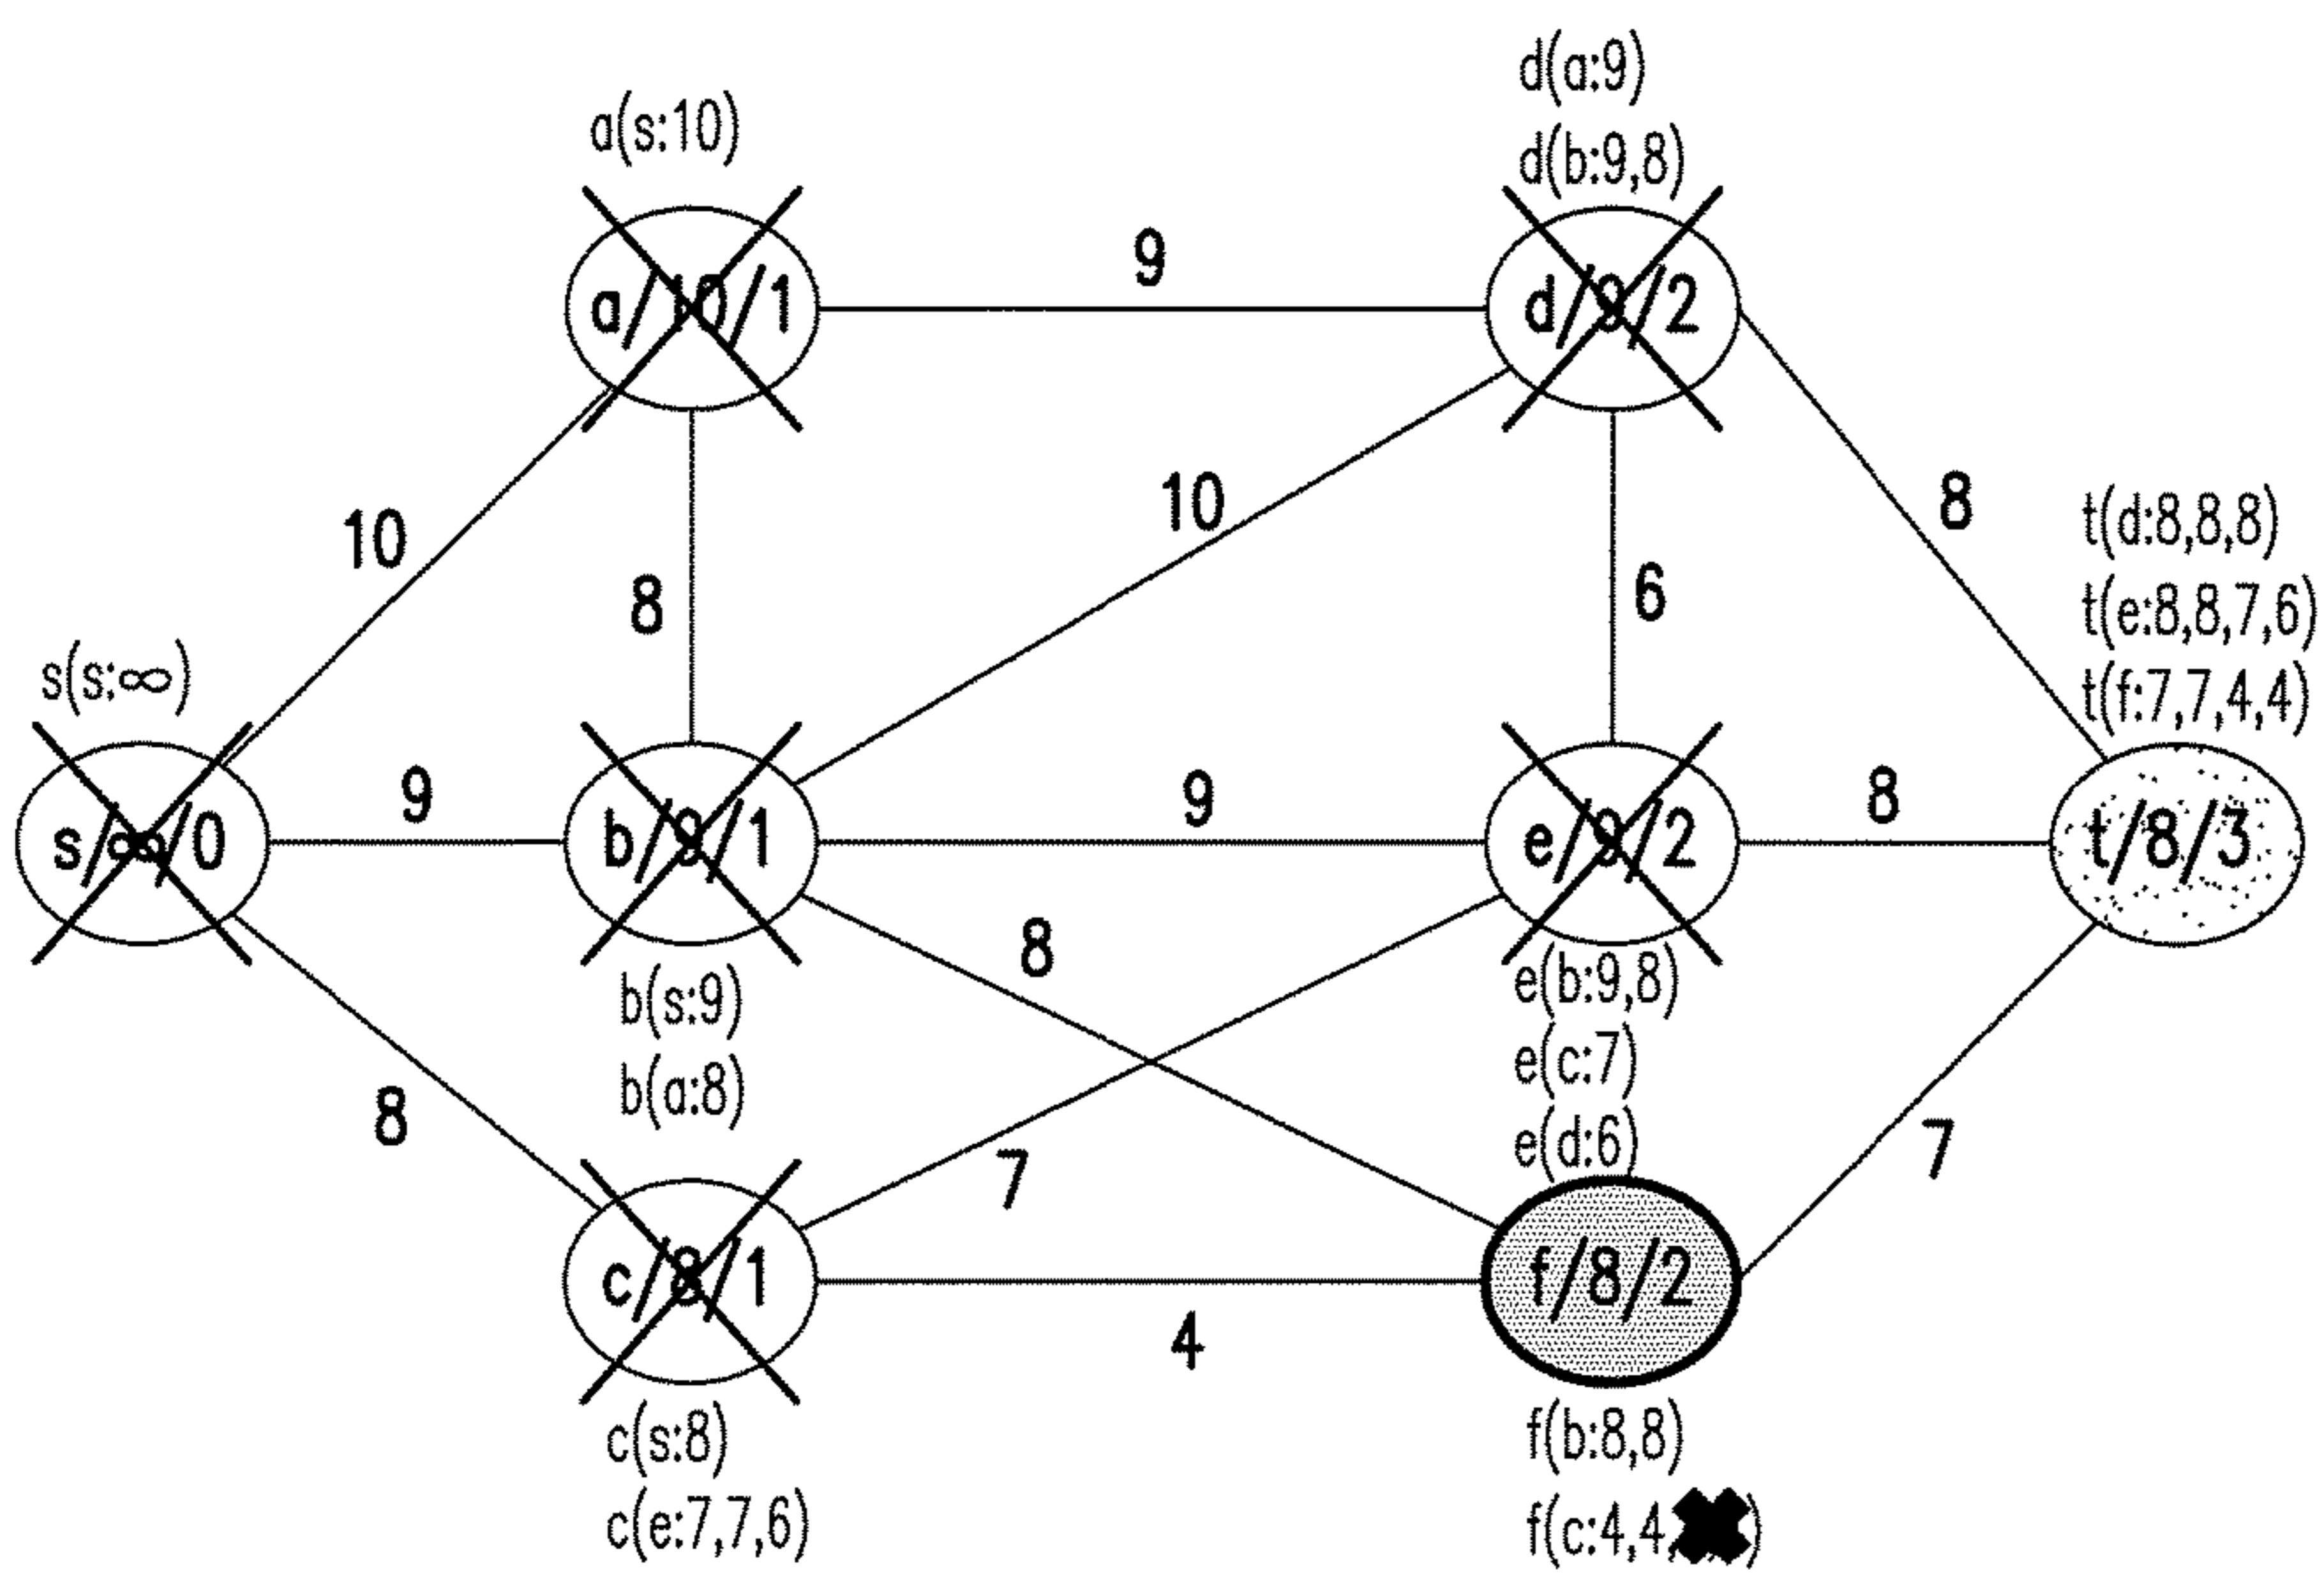 d(a:9)
d(b:9,8)
a(s:10)
a/10/1
9
d/9/2
10
8
10
6
8
t(d:8,8,8)
t(e:8,8,7,6)
t(f:7,7,4,4)
s(s:∞)
s/∞/0
9
b/9/1
9
e/9/2
8
t/8/3
b(s:9)
b(a:8)
8
e(b:9,8)
e(c:7)
e(d:6)
8
7
7
c/8/1
4
f/8/2
c(s:8)
c(e:7,7,6)
f(b:8,8)
f(c:4,4,)